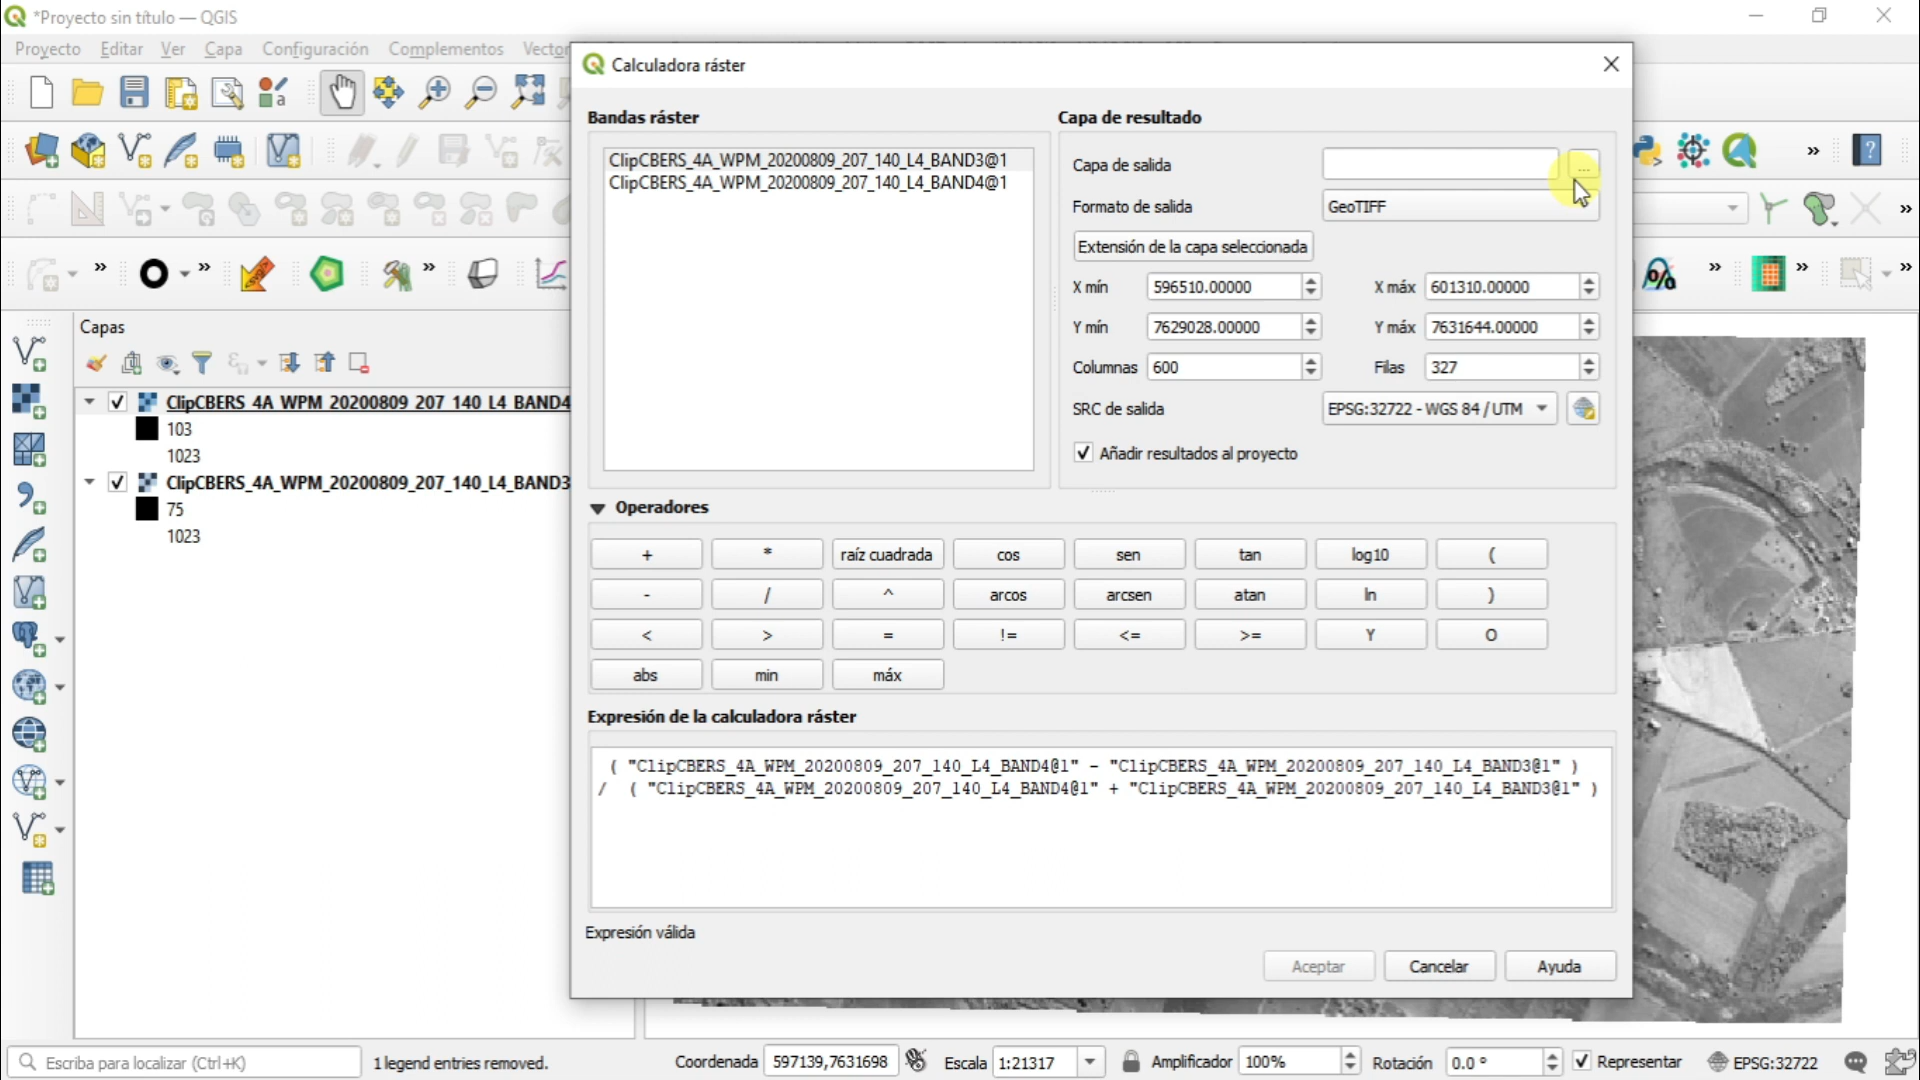 *Proyecto sin título — QGIS
Proyecto Editar Ver Capa Configuración Complementos Vector
Calculadora ráster
Bandas ráster
ClipCBERS_4A_WPM_20200809_207_140_L4_BAND3@1
ClipCBERS_4A_WPM_20200809_207_140_L4_BAND4@1
Capa de resultado
Capa de salida
...
Formato de salida GeoTIFF
Extensión de la capa seleccionada
X mín 596510.00000 X máx 601310.00000
Y mín 7629028.00000 Y máx 7631644.00000
Columnas 600 Filas 327
SRC de salida EPSG:32722 - WGS 84 / UTM
Añadir resultados al proyecto
Capas
ClipCBERS_4A_WPM_20200809_207_140_L4_BAND4
103
1023
ClipCBERS_4A_WPM_20200809_207_140_L4_BAND3
75
1023
Operadores
+ * raíz cuadrada cos sen tan log10 (
- / ^ arcos arcsen atan ln )
< > = != <= >= Y O
abs min máx
Expresión de la calculadora ráster
( "ClipCBERS_4A_WPM_20200809_207_140_L4_BAND4@1" - "ClipCBERS_4A_WPM_20200809_207_140_L4_BAND3@1" )
/ ( "ClipCBERS_4A_WPM_20200809_207_140_L4_BAND4@1" + "ClipCBERS_4A_WPM_20200809_207_140_L4_BAND3@1" )
Expresión válida
Aceptar Cancelar Ayuda
Escriba para localizar (Ctrl+K) 1 legend entries removed. Coordenada 597139,7631698 Escala 1:21317 Amplificador 100% Rotación 0.0 ° Representar EPSG:32722